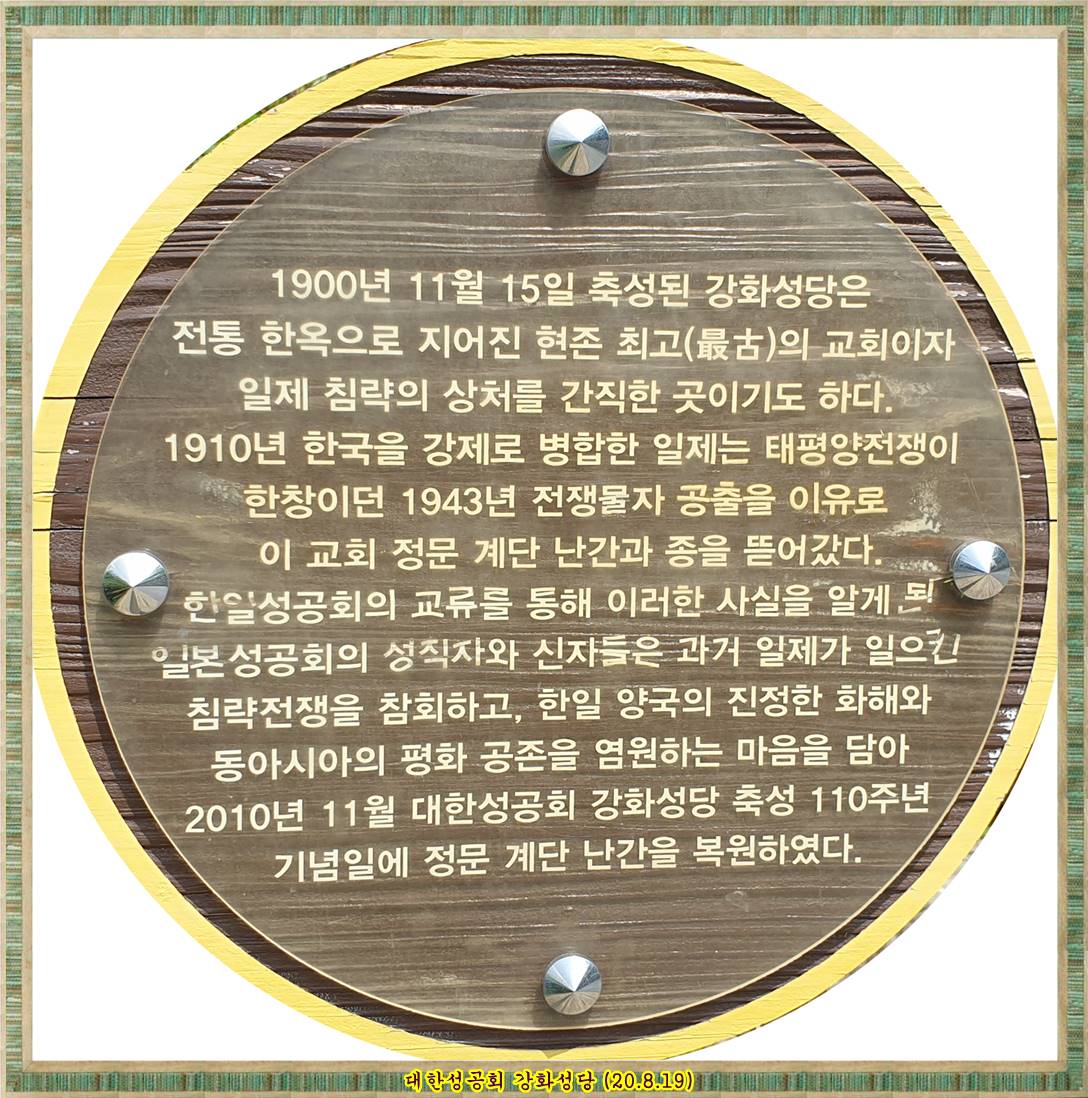 1900년 11월 15일 축성된 강화성당은
전통 한옥으로 지어진 현존 최고(最古)의 교회이자
일제 침략의 상처를 간직한 곳이기도 하다.
1910년 한국을 강제로 병합한 일제는 태평양전쟁이
한창이던 1943년 전쟁물자 공출을 이유로
이 교회 정문 계단 난간과 종을 뜯어갔다.
한일성공회의 교류를 통해 이러한 사실을 알게 된
일본성공회의 성직자와 신자들은 과거 일제가 일으킨
침략전쟁을 참회하고, 한일 양국의 진정한 화해와
동아시아의 평화 공존을 염원하는 마음을 담아
2010년 11월 대한성공회 강화성당 축성 110주년
기념일에 정문 계단 난간을 복원하였다.
대한성공회 강화성당 (20.8.19)